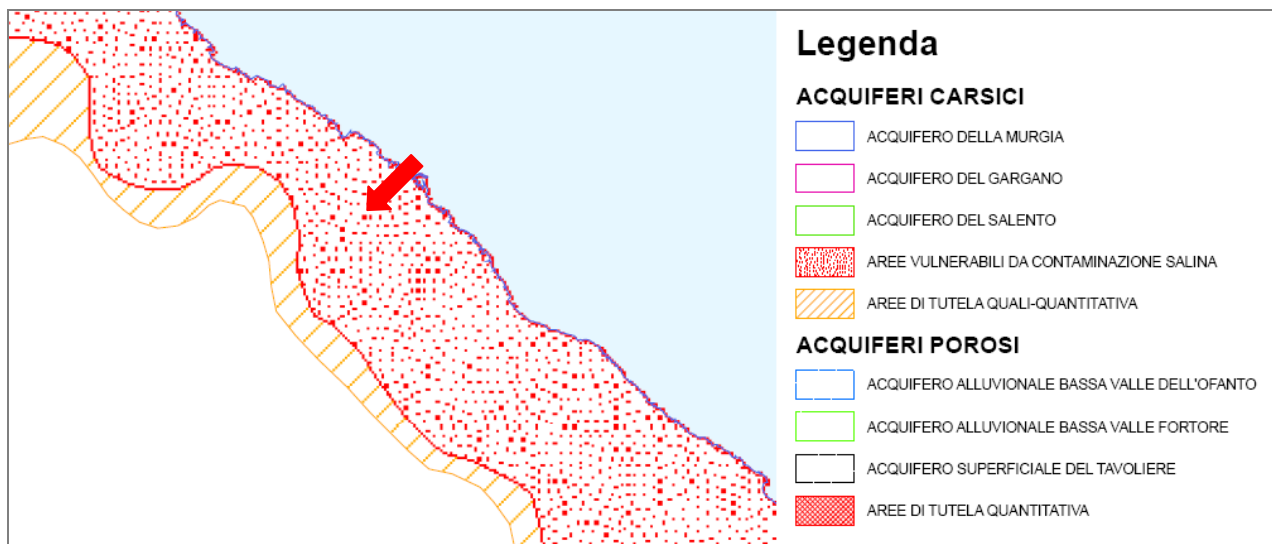 Legenda
ACQUIFERI CARSICI
ACQUIFERO DELLA MURGIA
ACQUIFERO DEL GARGANO
ACQUIFERO DEL SALENTO
AREE VULNERABILI DA CONTAMINAZIONE SALINA
AREE DI TUTELA QUALI-QUANTITATIVA
ACQUIFERI POROSI
ACQUIFERO ALLUVIONALE BASSA VALLE DELL'OFANTO
ACQUIFERO ALLUVIONALE BASSA VALLE FORTORE
ACQUIFERO SUPERFICIALE DEL TAVOLIERE
AREE DI TUTELA QUANTITATIVA